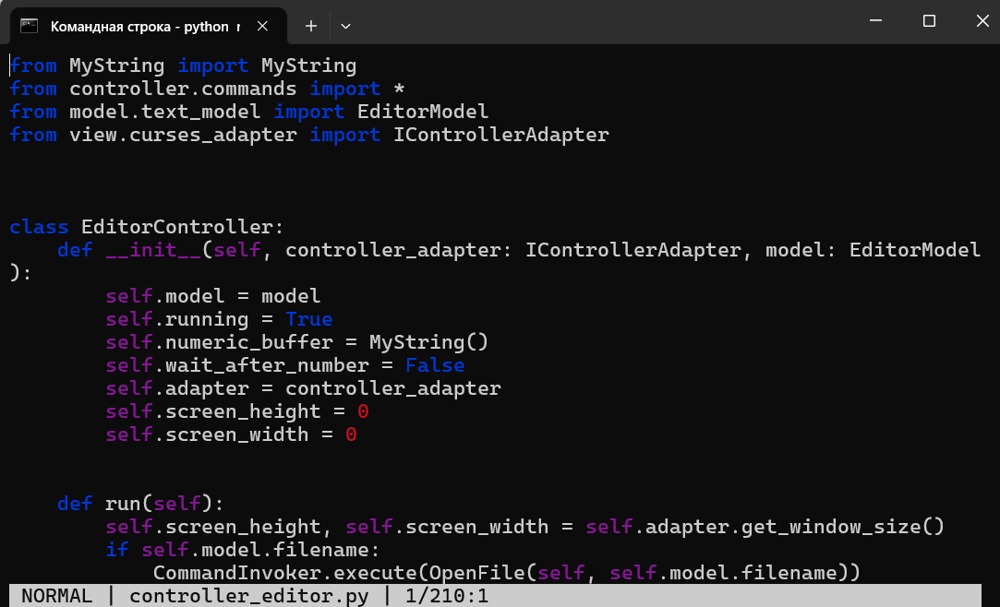 Командная строка - python
from MyString import MyString
from controller.commands import *
from model.text_model import EditorModel
from view.curses_adapter import IControllerAdapter
class EditorController:
    def __init__(self, controller_adapter: IControllerAdapter, model: EditorModel
):
        self.model = model
        self.running = True
        self.numeric_buffer = MyString()
        self.wait_after_number = False
        self.adapter = controller_adapter
        self.screen_height = 0
        self.screen_width = 0
    def run(self):
        self.screen_height, self.screen_width = self.adapter.get_window_size()
        if self.model.filename:
            CommandInvoker.execute(OpenFile(self, self.model.filename))
NORMAL | controller_editor.py | 1/210:1